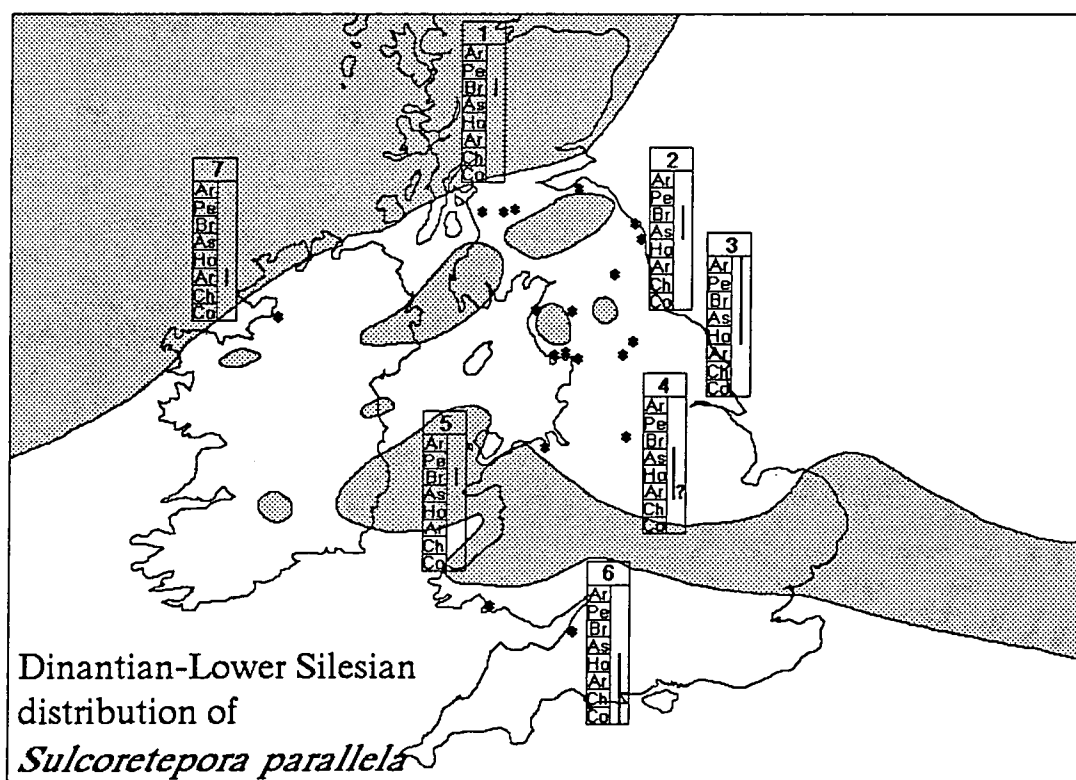 1
Ar
Pe
Br
As
Ho
Ar
Ch
Co
7
Ar
Pe
Br
As
Ho
Ar
Ch
Co
2
Ar
Pe
Br
As
Ho
Ar
Ch
Co
3
Ar
Pe
Br
As
Ho
Ar
Ch
Co
4
Ar
Pe
Br
As
Ho
Ar ?
Ch
Co
5
Ar
Pe
Br
As
Ho
Ar
Ch
Co
6
Ar
Pe
Br
As
Ho
Ar
Ch
Co
Dinantian-Lower Silesian
distribution of
Sulcoretepora parallela